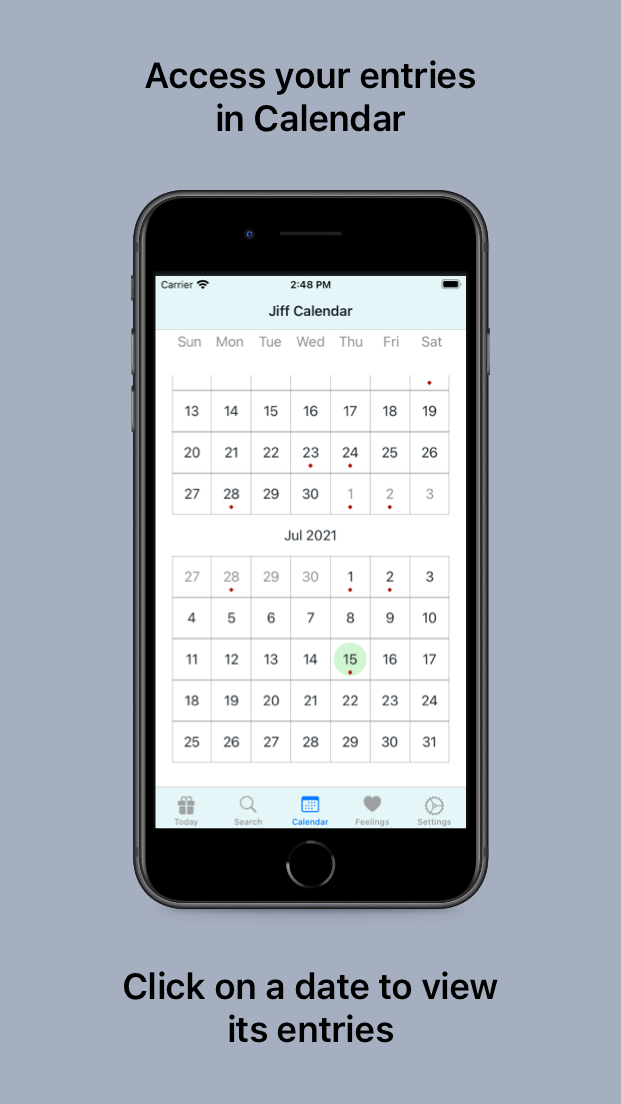 Access your entries
in Calendar
Carrier 2:48 PM
Jiff Calendar
Sun Mon Tue Wed Thu Fri Sat
13 14 15 16 17 18 19
20 21 22 23 24 25 26
27 28 29 30 1 2 3
Jul 2021
27 28 29 30 1 2 3
4 5 6 7 8 9 10
11 12 13 14 15 16 17
18 19 20 21 22 23 24
25 26 27 28 29 30 31
Today Search Calendar Feelings Settings
Click on a date to view
its entries